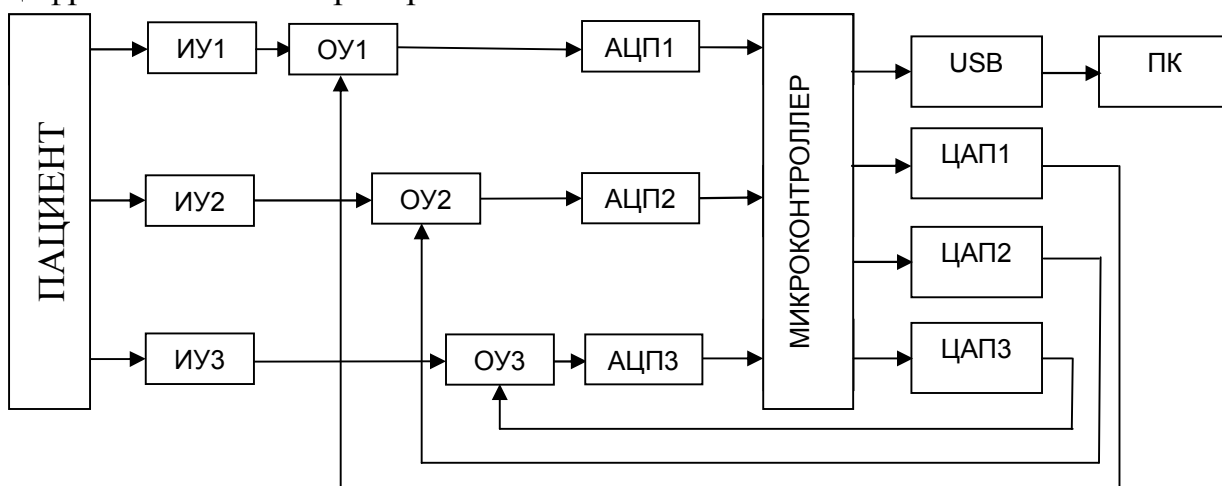 ПАЦИЕНТ
ИУ1
ОУ1
АЦП1
ИУ2
ОУ2
АЦП2
ИУ3
ОУ3
АЦП3
МИКРОКОНТРОЛЛЕР
USB
ПК
ЦАП1
ЦАП2
ЦАП3